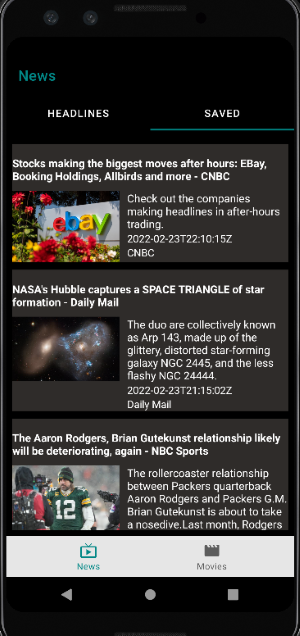 News
HEADLINES
SAVED
Stocks making the biggest moves after hours: EBay,
Booking Holdings, Allbirds and more - CNBC
ebay
Check out the companies
making headlines in after-hours
trading.
2022-02-23T22:10:15Z
CNBC
NASA's Hubble captures a SPACE TRIANGLE of star
formation - Daily Mail
The duo are collectively known
as Arp 143, made up of the
glittery, distorted star-forming
galaxy NGC 2445, and the less
flashy NGC 24444.
2022-02-23T21:15:02Z
Daily Mail
The Aaron Rodgers, Brian Gutekunst relationship likely
will be deteriorating, again - NBC Sports
12
The rollercoaster relationship
between Packers quarterback
Aaron Rodgers and Packers G.M.
Brian Gutekunst is about to take
a nosedive.Last month, Rodgers
News
Movies